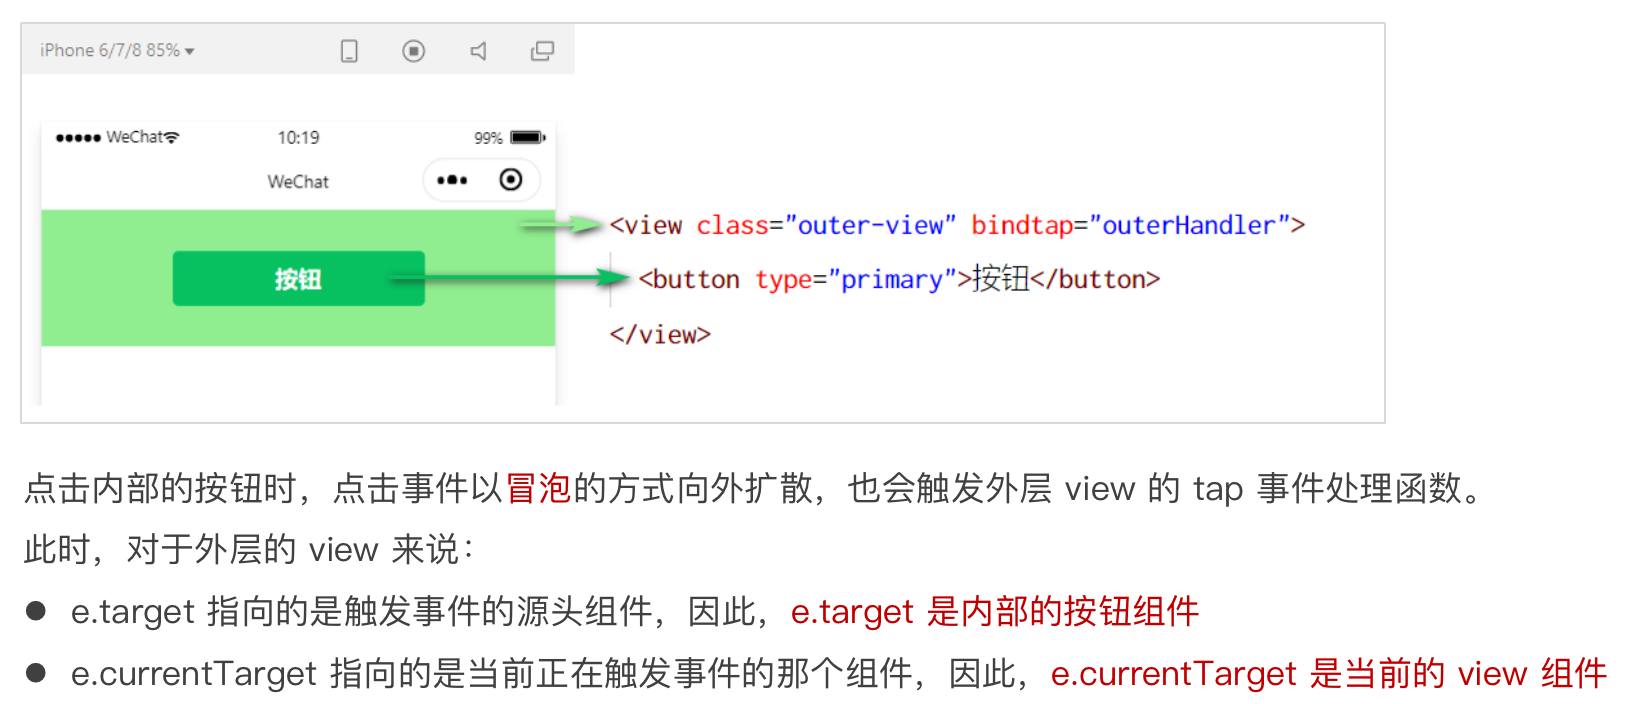 iPhone 6/7/8 85%
WeChat 10:19 99%
WeChat
按钮
<view class="outer-view" bindtap="outerHandler">
<button type="primary">按钮</button>
</view>
点击内部的按钮时，点击事件以冒泡的方式向外扩散，也会触发外层 view 的 tap 事件处理函数。
此时，对于外层的 view 来说：
● e.target 指向的是触发事件的源头组件，因此，e.target 是内部的按钮组件
● e.currentTarget 指向的是当前正在触发事件的那个组件，因此，e.currentTarget 是当前的 view 组件